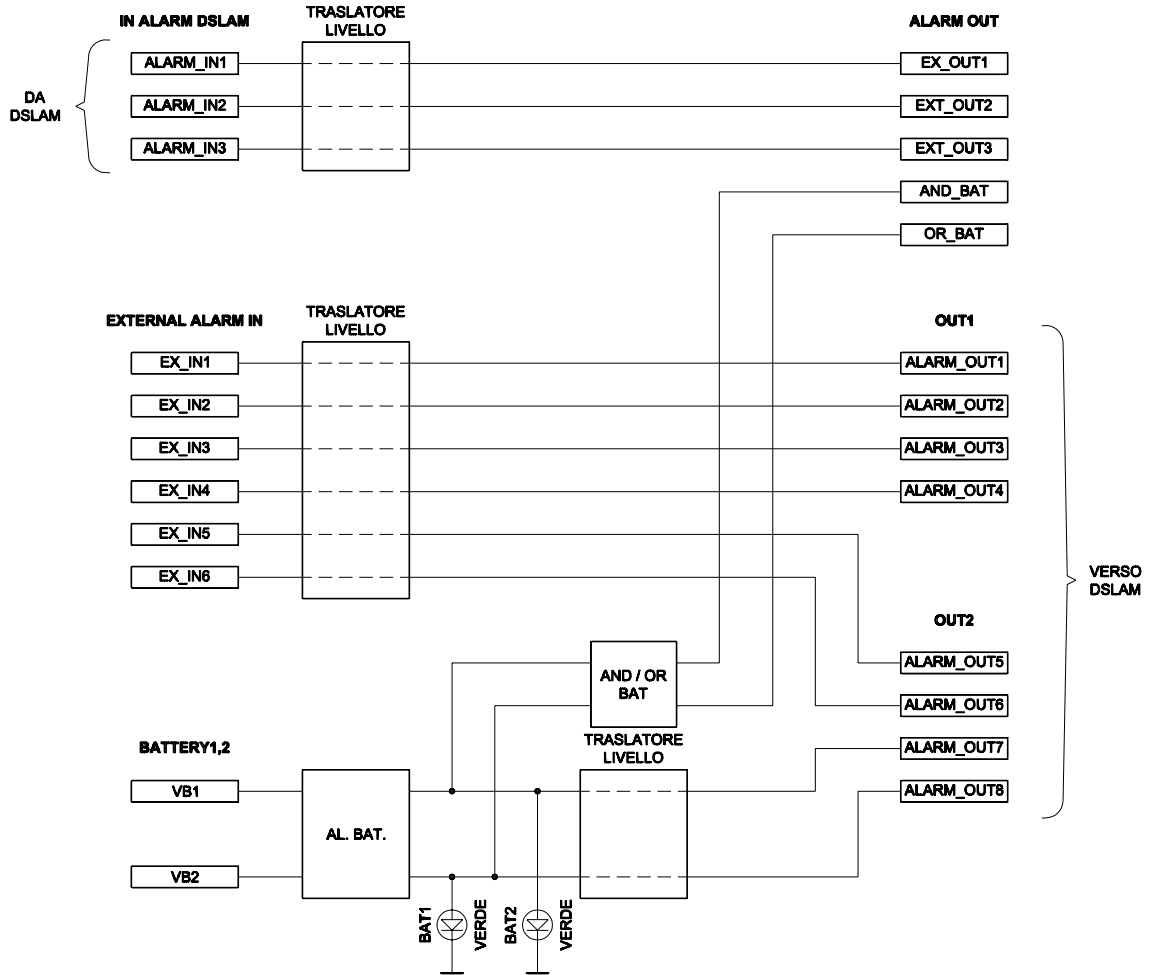 IN ALARM DSLAM
TRASLATORE
LIVELLO
ALARM OUT
DA
DSLAM
ALARM_IN1
EX_OUT1
ALARM_IN2
EXT_OUT2
ALARM_IN3
EXT_OUT3
AND_BAT
OR_BAT
EXTERNAL ALARM IN
TRASLATORE
LIVELLO
OUT1
EX_IN1
ALARM_OUT1
EX_IN2
ALARM_OUT2
EX_IN3
ALARM_OUT3
EX_IN4
ALARM_OUT4
EX_IN5
EX_IN6
VERSO
DSLAM
OUT2
ALARM_OUT5
AND / OR
BAT
ALARM_OUT6
BATTERY1,2
TRASLATORE
LIVELLO
ALARM_OUT7
VB1
ALARM_OUT8
AL. BAT.
VB2
BAT1
VERDE
BAT2
VERDE